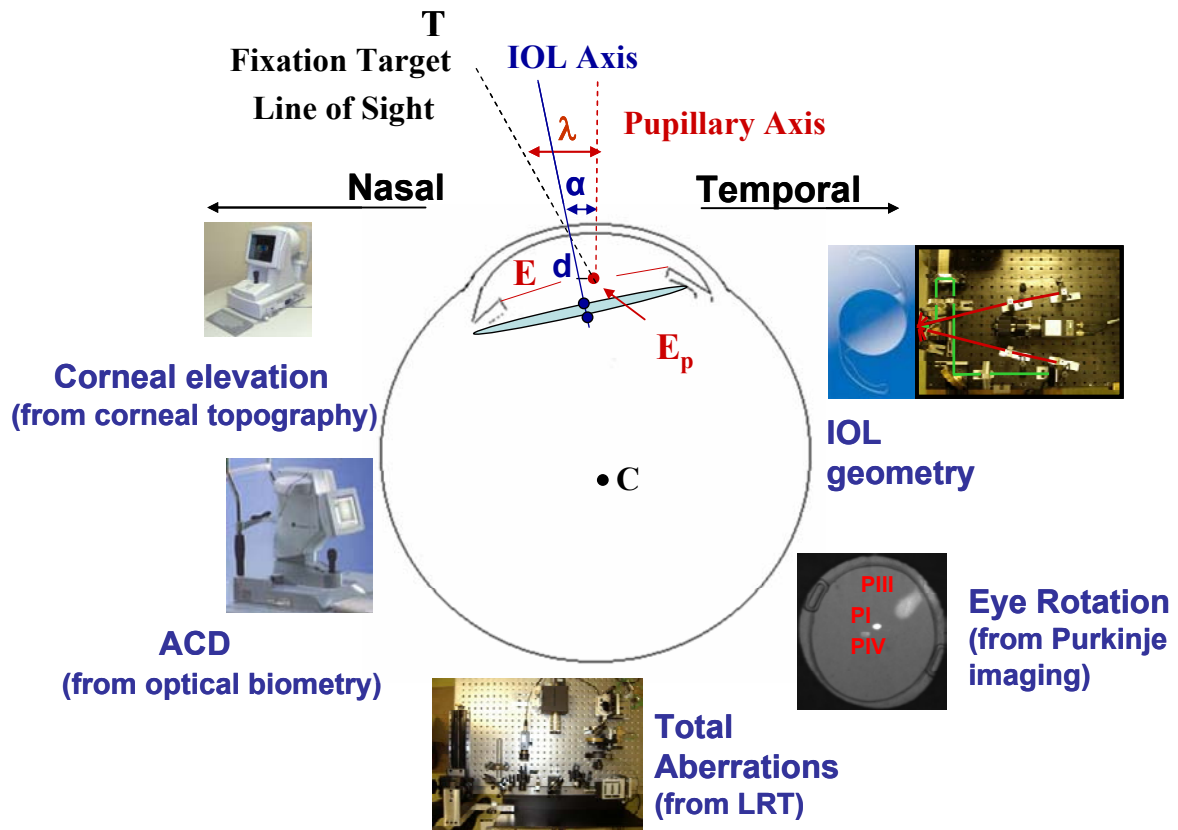 T
Fixation Target
Line of Sight
IOL Axis
λ
Pupillary Axis
Nasal
α
Temporal
E
d
Ep
Corneal elevation
(from corneal topography)
IOL
geometry
C
ACD
(from optical biometry)
PIII
PI
PIV
Eye Rotation
(from Purkinje
imaging)
Total
Aberrations
(from LRT)